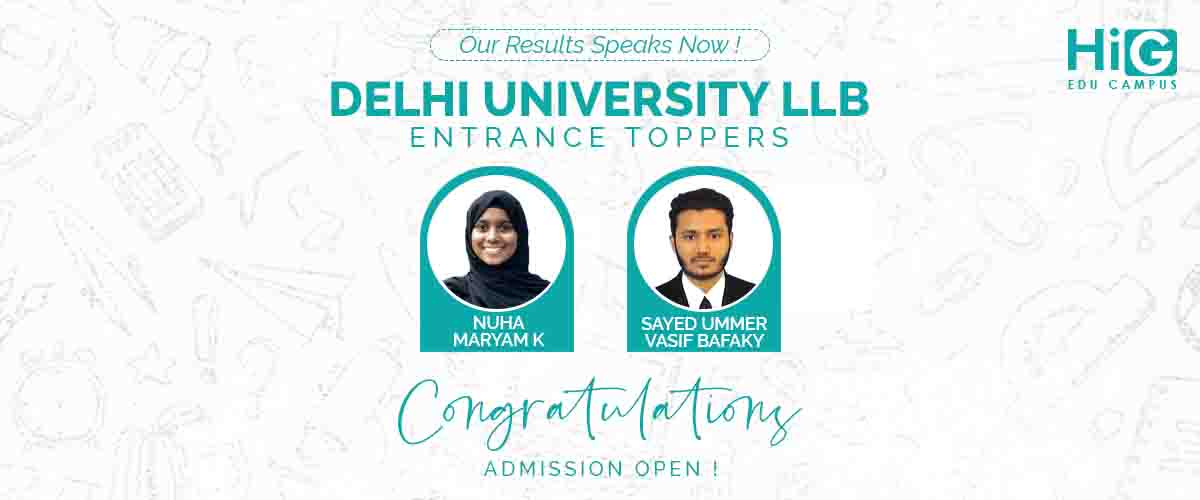 Our Results Speaks Now !
HiG
EDU CAMPUS
DELHI UNIVERSITY LLB
ENTRANCE TOPPERS
NUHA
MARYAM K
SAYED UMMER
VASIF BAFAKY
Congratulations
ADMISSION OPEN !